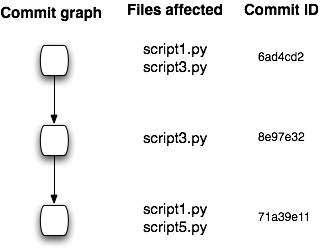 Commit graph Files affected Commit ID
script1.py
script3.py
6ad4cd2
script3.py 8e97e32
script1.py
script5.py
71a39e11